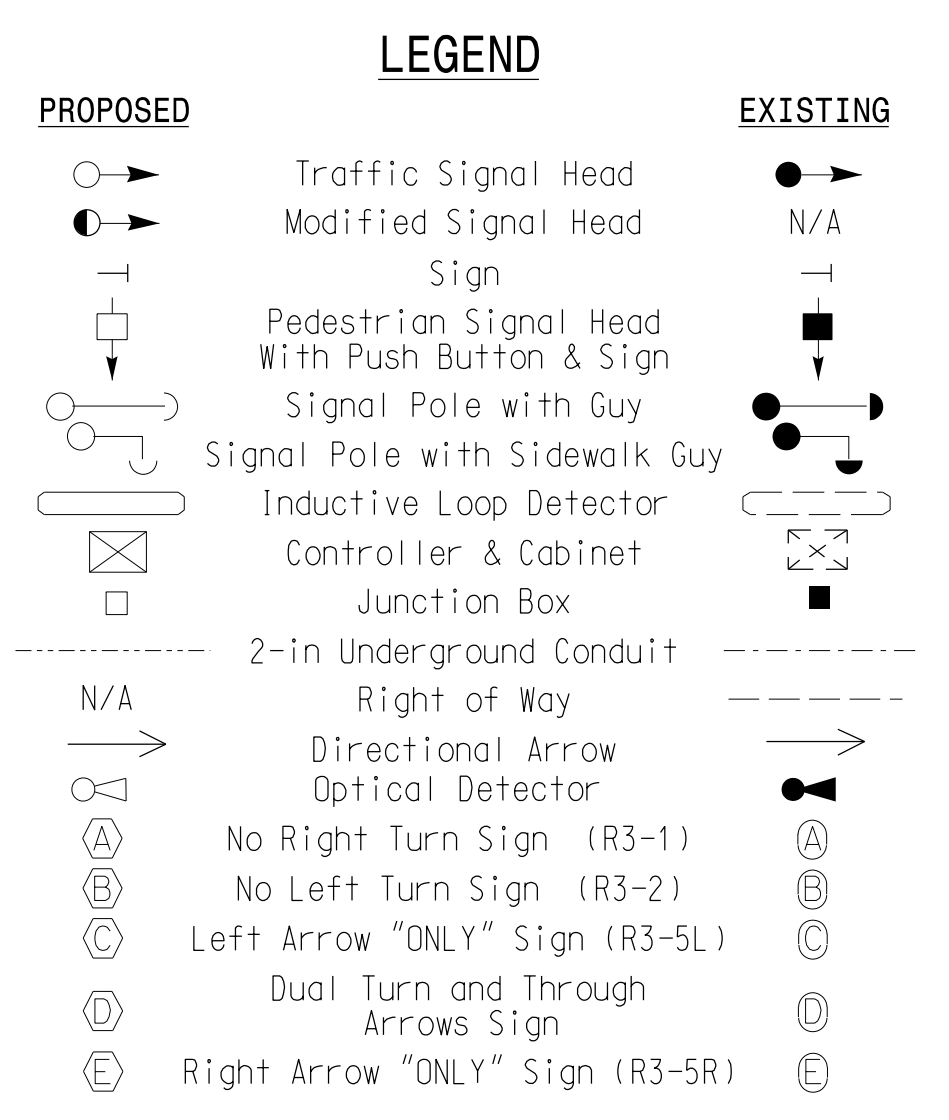 LEGEND
PROPOSED EXISTING
Traffic Signal Head
Modified Signal Head N/A
Sign
Pedestrian Signal Head
With Push Button & Sign
Signal Pole with Guy
Signal Pole with Sidewalk Guy
Inductive Loop Detector
Controller & Cabinet
Junction Box
2-in Underground Conduit
N/A Right of Way
Directional Arrow
Optical Detector
A No Right Turn Sign (R3-1) A
B No Left Turn Sign (R3-2) B
C Left Arrow "ONLY" Sign (R3-5L) C
Dual Turn and Through
D Arrows Sign D
E Right Arrow "ONLY" Sign (R3-5R) E